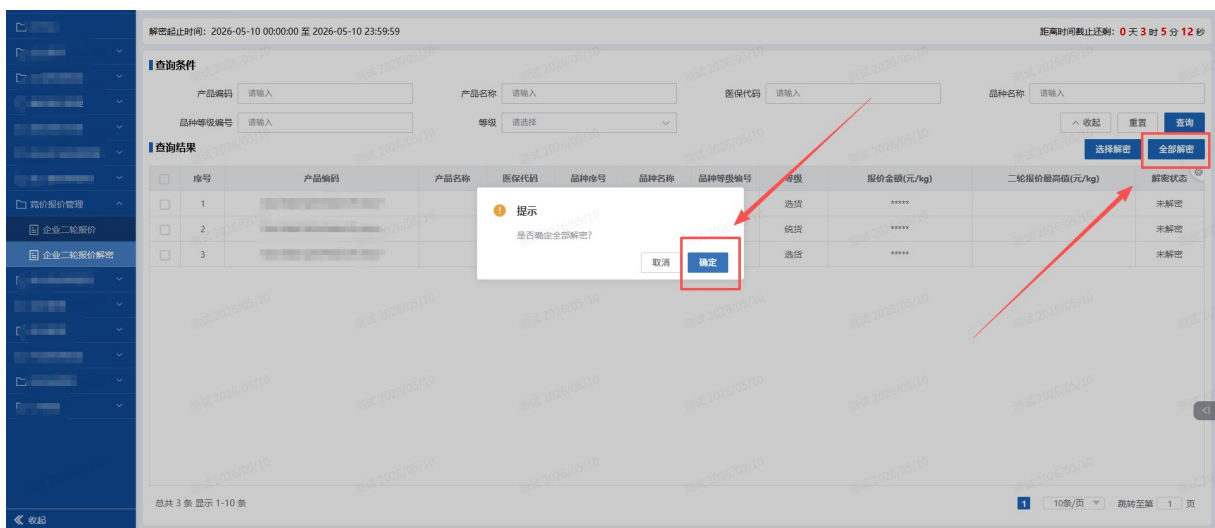 解密起止时间：2026-05-10 00:00:00 至 2026-05-10 23:59:59
距离时间截止还剩：0 天 3 时 5 分 12 秒
查询条件
产品编码 请输入 产品名称 请输入 医保代码 请输入 品种名称 请输入
品种等级编号 请输入 等级 请选择 收起 重置 查询
查询结果 选择解密 全部解密
序号 产品编码 产品名称 医保代码 品种序号 品种名称 品种等级编号 等级 报价金额(元/kg) 二轮报价最高值(元/kg) 解密状态
1 选货 ***** 未解密
2 统货 ***** 未解密
3 选货 ***** 未解密
竞价报价管理
企业二轮报价
企业二轮报价解密
提示
是否确定全部解密?
取消 确定
总共 3 条 显示 1-10 条
1 10条/页 跳转至第 1 页
收起
测试 2026/05/10